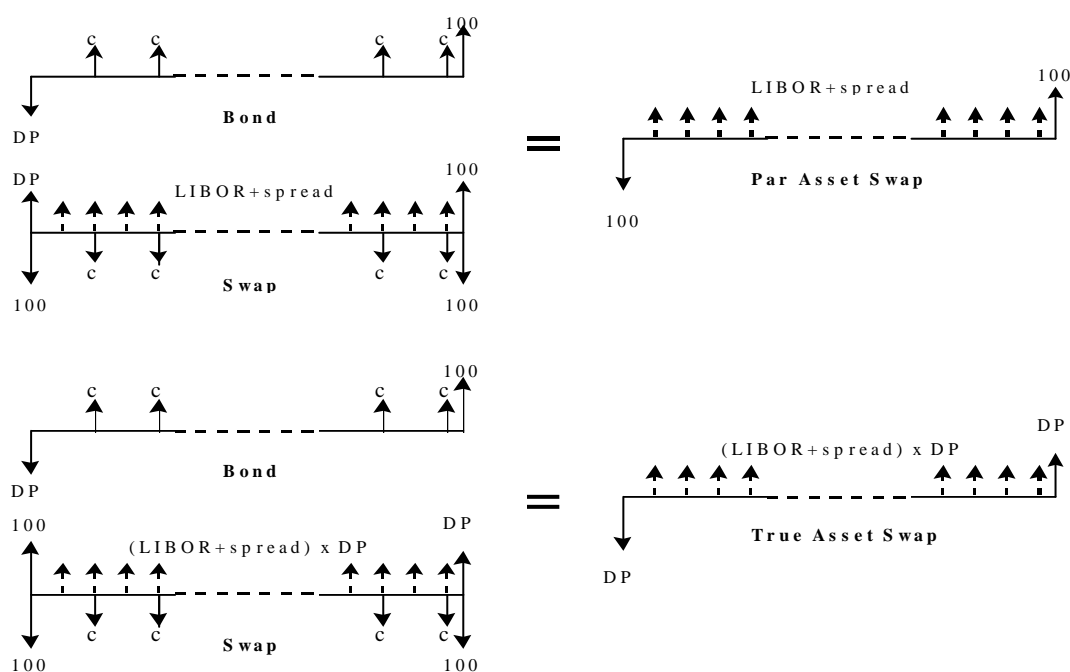 100
c c c
DP
Bond
DP 100
LIBOR+spread
c c c c
100 Swap 100
=
LIBOR+spread 100
Par Asset Swap
100
100
c c c c
DP
Bond
100 DP
(LIBOR+spread) x DP
c c c c
100 Swap 100
=
DP
(LIBOR+spread) x DP
True Asset Swap
DP